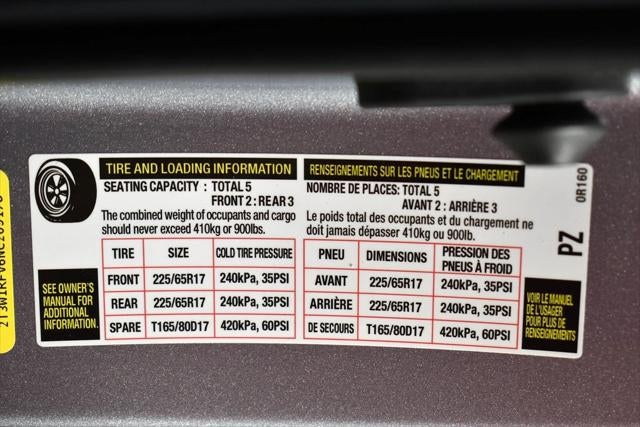 TIRE AND LOADING INFORMATION
SEATING CAPACITY : TOTAL 5
FRONT 2 : REAR 3
The combined weight of occupants and cargo
should never exceed 410kg or 900lbs.
TIRE SIZE COLD TIRE PRESSURE
FRONT 225/65R17 240kPa, 35PSI
REAR 225/65R17 240kPa, 35PSI
SPARE T165/80D17 420kPa, 60PSI
SEE OWNER'S
MANUAL FOR
ADDITIONAL
INFORMATION.
RENSEIGNEMENTS SUR LES PNEUS ET LE CHARGEMENT
NOMBRE DE PLACES: TOTAL 5
AVANT 2 : ARRIÈRE 3
Le poids total des occupants et du chargement ne
doit jamais dépasser 410kg ou 900lbs.
PNEU DIMENSIONS PRESSION DES
PNEUS À FROID
AVANT 225/65R17 240kPa, 35PSI
ARRIÈRE 225/65R17 240kPa, 35PSI
DE SECOURS T165/80D17 420kPa, 60PSI
VOIR LE MANUEL
DE L'USAGER
POUR PLUS DE
RENSEIGNEMENTS
0R160
PZ